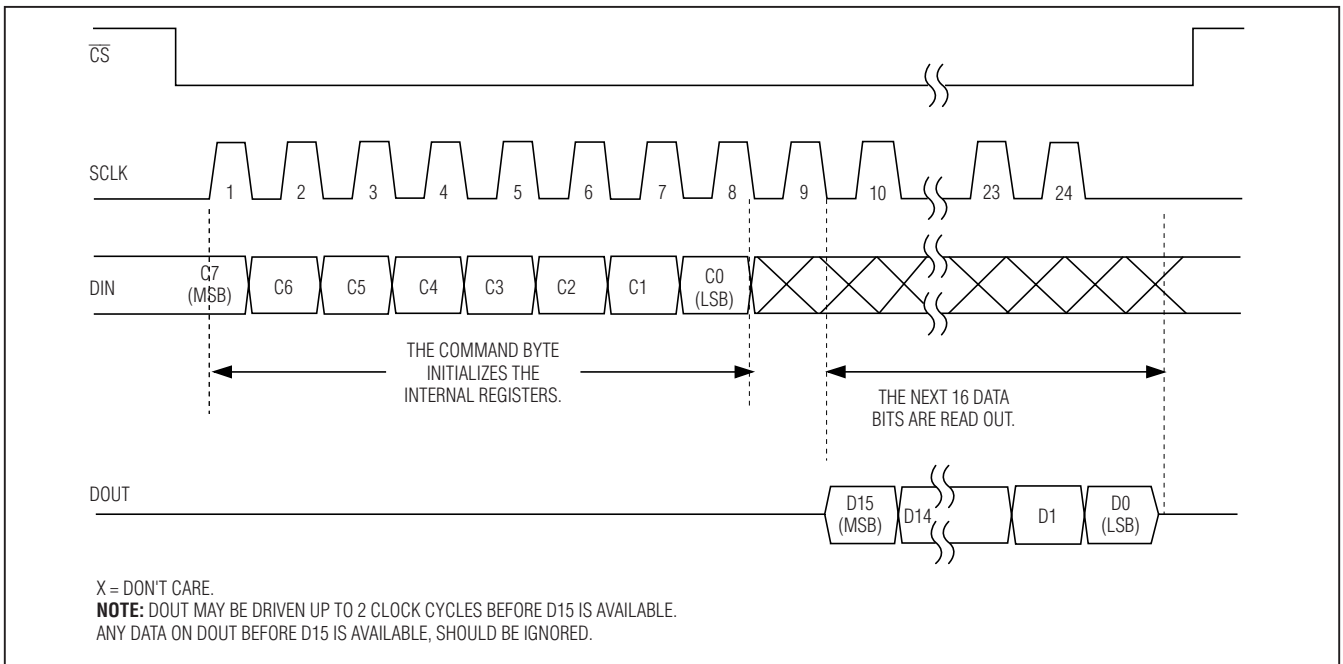 CS
SCLK
1 2 3 4 5 6 7 8 9 10 23 24
DIN
C7
(MSB)
C6 C5 C4 C3 C2 C1
C0
(LSB)
THE COMMAND BYTE
INITIALIZES THE
INTERNAL REGISTERS.
THE NEXT 16 DATA
BITS ARE READ OUT.
DOUT
D15
(MSB)
D14 D1
D0
(LSB)
X = DON'T CARE.
NOTE: DOUT MAY BE DRIVEN UP TO 2 CLOCK CYCLES BEFORE D15 IS AVAILABLE.
ANY DATA ON DOUT BEFORE D15 IS AVAILABLE, SHOULD BE IGNORED.